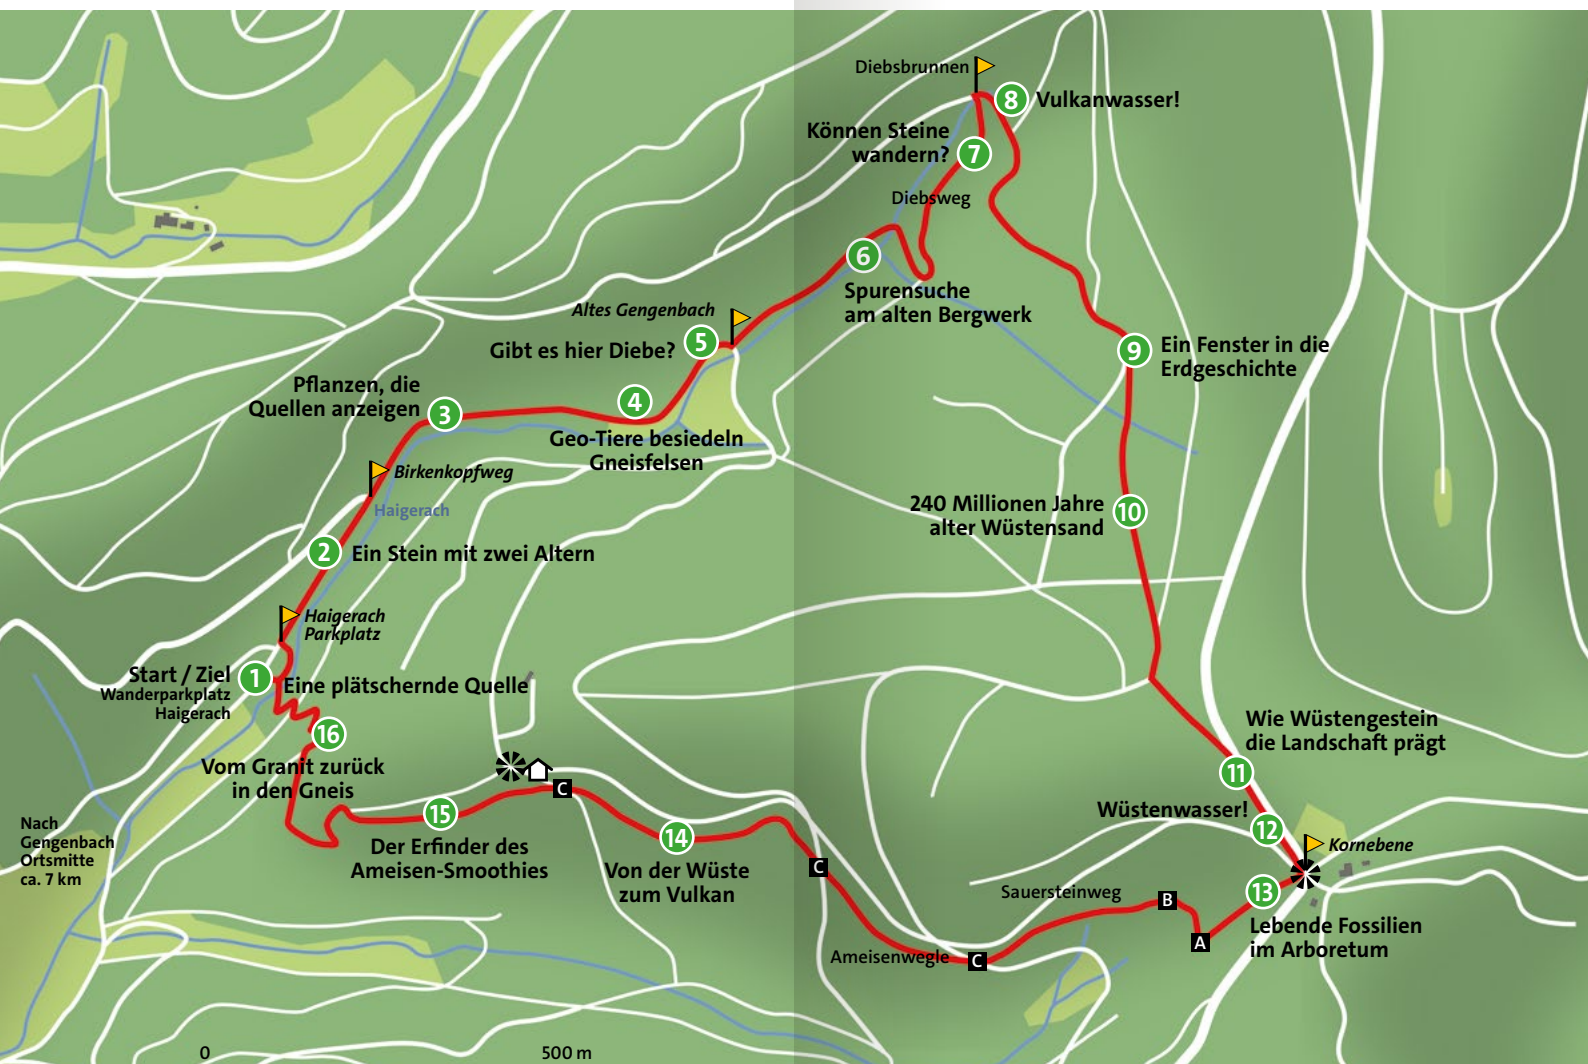 Diebsbrunnen
8
Vulkanwasser!
Können Steine
wandern?
7
Diebsweg
6
Spurensuche
am alten Bergwerk
Altes Gengenbach
5
Gibt es hier Diebe?
9
Ein Fenster in die
Erdgeschichte
Pflanzen, die
Quellen anzeigen
3
4
Geo-Tiere besiedeln
Gneisfelsen
Birkenkopfweg
Haigerach
240 Millionen Jahre
alter Wüstensand
10
2
Ein Stein mit zwei Altern
Haigerach
Parkplatz
Start / Ziel
Wanderparkplatz
Haigerach
1
Eine plätschernde Quelle
16
Vom Granit zurück
in den Gneis
Wie Wüstengestein
die Landschaft prägt
11
Wüstenwasser!
12
Kornebene
C
15
Der Erfinder des
Ameisen-Smoothies
14
Von der Wüste
zum Vulkan
C
Nach
Gengenbach
Ortsmitte
ca. 7 km
Sauersteinweg
B
13
A
Lebende Fossilien
im Arboretum
Ameisenwegle
C
0
500 m